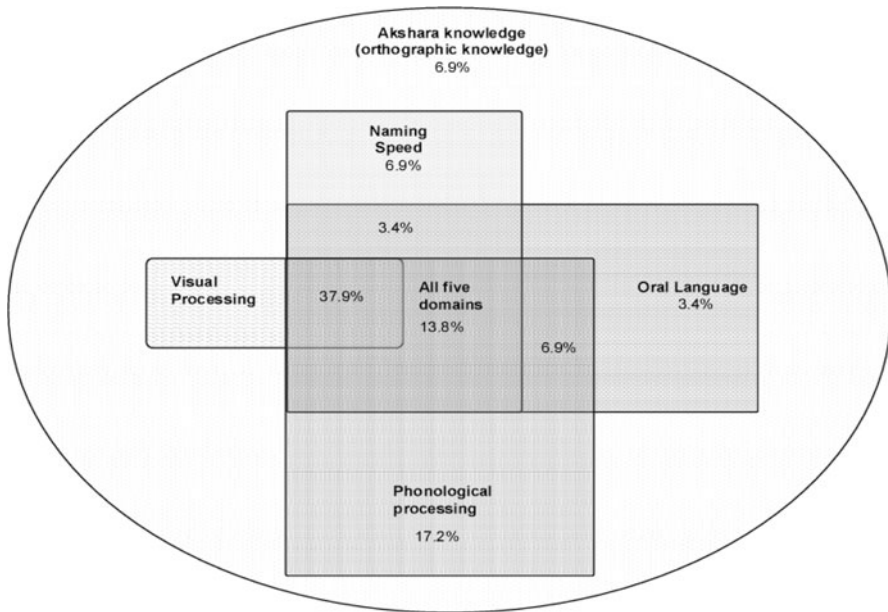 Akshara knowledge
(orthographic knowledge)
6.9%
Naming
Speed
6.9%
3.4%
Visual
Processing
37.9%
All five
domains
13.8%
Oral Language
3.4%
6.9%
Phonological
processing
17.2%